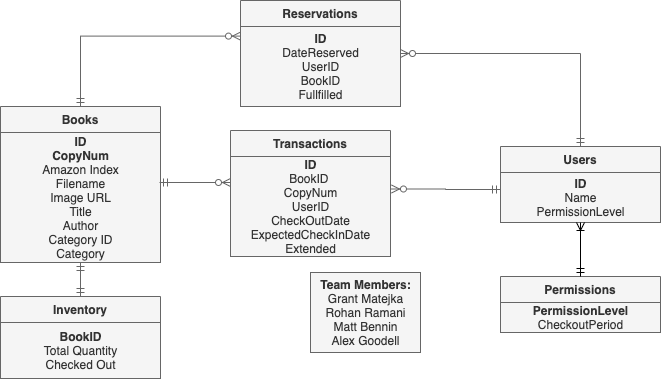 Reservations
ID
DateReserved
UserID
BookID
Fullfilled
Books
ID
CopyNum
Amazon Index
Filename
Image URL
Title
Author
Category ID
Category
Transactions
ID
BookID
CopyNum
UserID
CheckOutDate
ExpectedCheckInDate
Extended
Users
ID
Name
PermissionLevel
Inventory
BookID
Total Quantity
Checked Out
Team Members:
Grant Matejka
Rohan Ramani
Matt Bennin
Alex Goodell
Permissions
PermissionLevel
CheckoutPeriod